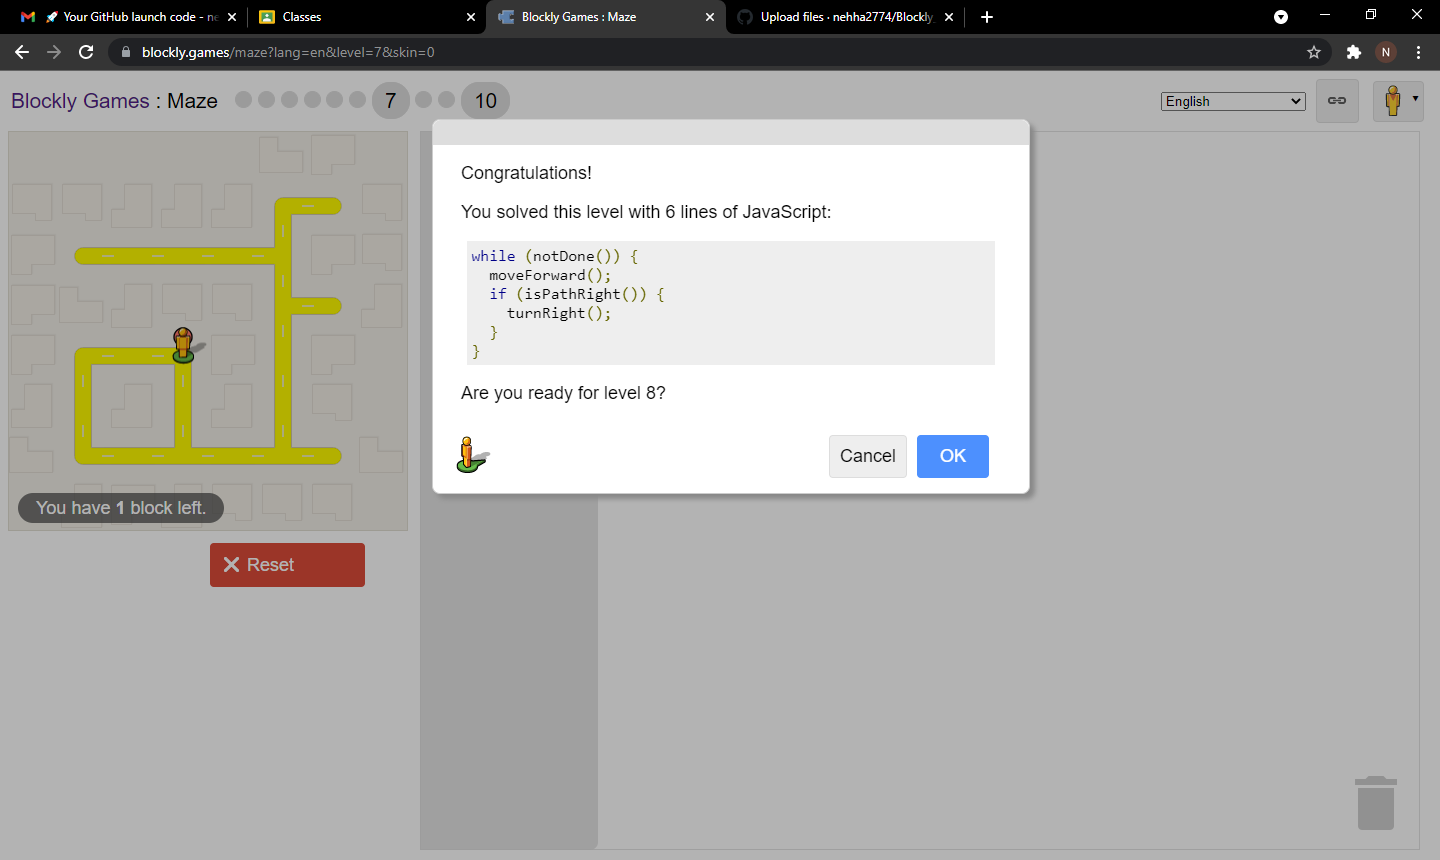 Your GitHub launch code - ne
Classes
Blockly Games : Maze
Upload files · nehha2774/Blockly_
blockly.games/maze?lang=en&level=7&skin=0
N
Blockly Games : Maze
7
10
English
Congratulations!
You solved this level with 6 lines of JavaScript:
while (notDone()) {
  moveForward();
  if (isPathRight()) {
    turnRight();
  }
}
Are you ready for level 8?
Cancel
OK
You have 1 block left.
Reset